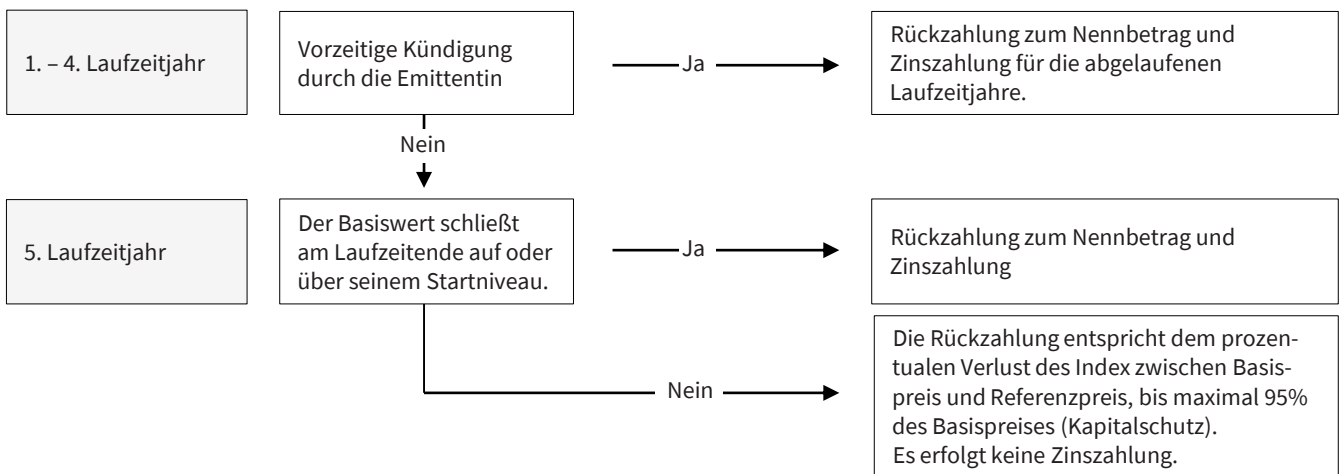 1. – 4. Laufzeitjahr
Vorzeitige Kündigung
durch die Emittentin
Ja
Rückzahlung zum Nennbetrag und
Zinszahlung für die abgelaufenen
Laufzeitjahre.
Nein
5. Laufzeitjahr
Der Basiswert schließt
am Laufzeitende auf oder
über seinem Startniveau.
Ja
Rückzahlung zum Nennbetrag und
Zinszahlung
Nein
Die Rückzahlung entspricht dem prozen-
tualen Verlust des Index zwischen Basis-
preis und Referenzpreis, bis maximal 95%
des Basispreises (Kapitalschutz).
Es erfolgt keine Zinszahlung.